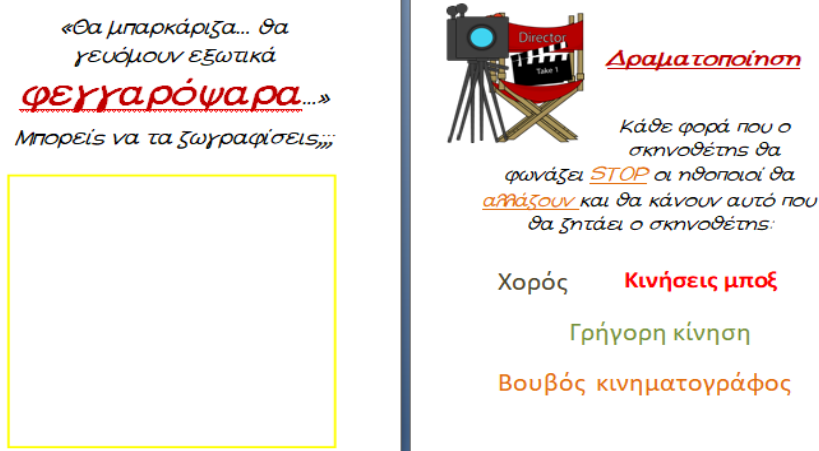 «Θα μπαρκάριζα... θα
γευόμουν εξωτικά
φεγγαρόψαρα...»
Μπορείς να τα ζωγραφίσεις;;;;
Director
Take 1
Δραματοποίηση
Κάθε φορά που ο
σκηνοθέτης θα
φωνάζει STOP οι ηθοποιοί θα
αλλάζουν και θα κάνουν αυτό που
θα ζητάει ο σκηνοθέτης:
Χορός
Κινήσεις μποξ
Γρήγορη κίνηση
Βουβός κινηματογράφος